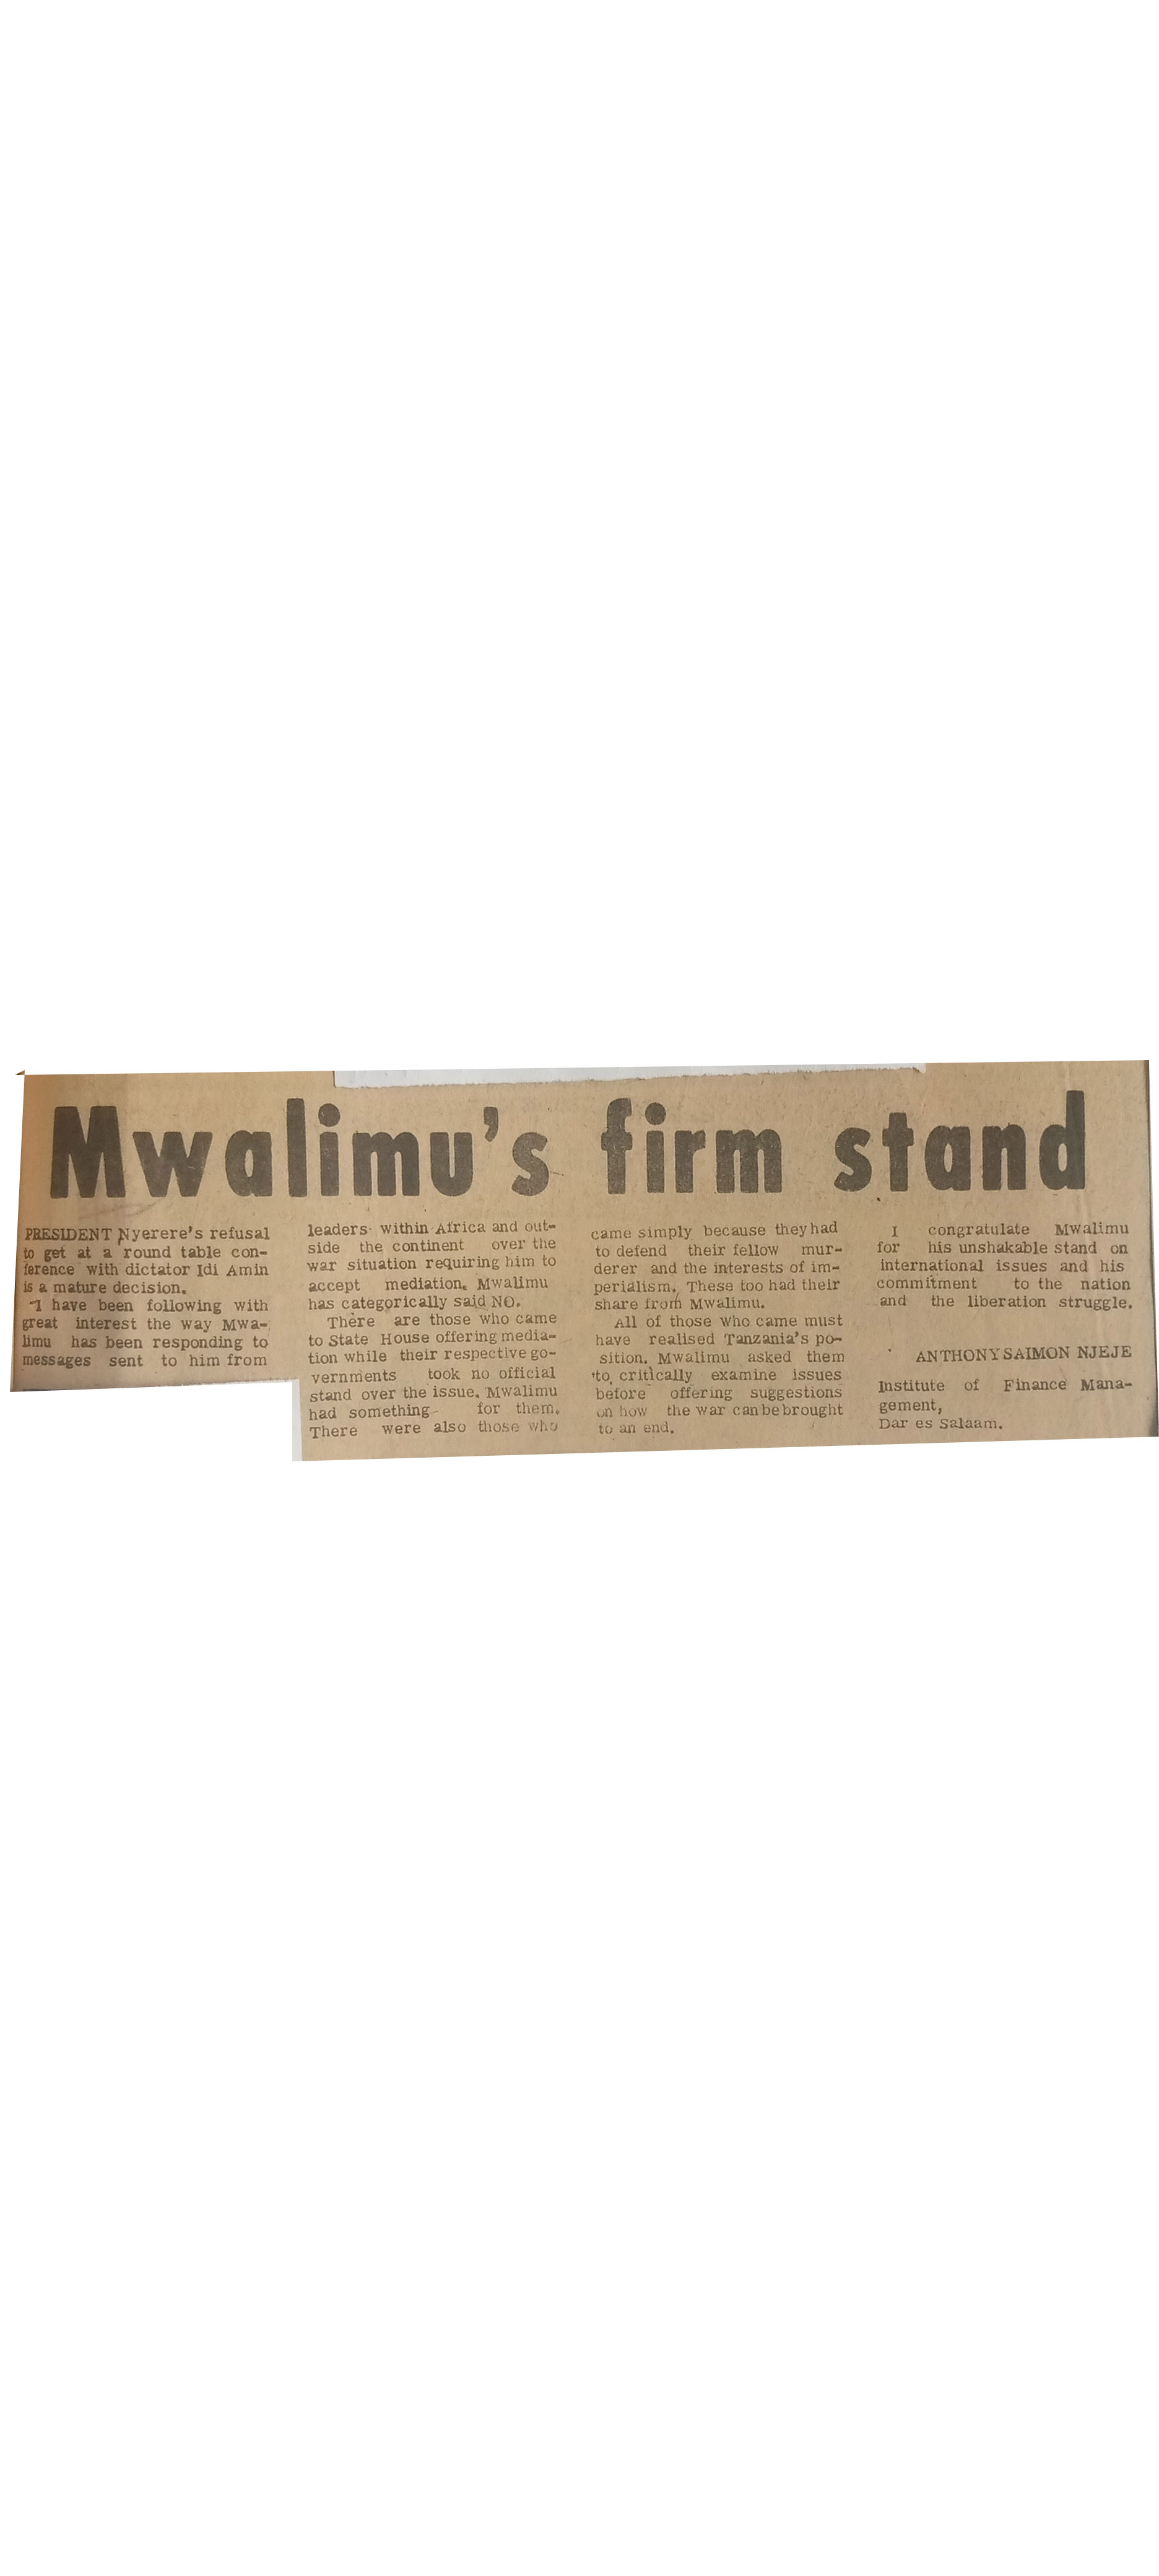 Mwalimu's firm stand
PRESIDENT Nyerere's refusal
to get at a round table con-
ference with dictator Idi Amin
is a mature decision.
I have been following with
great interest the way Mwa-
limu has been responding to
messages sent to him from
leaders within Africa and out-
side the continent over the
war situation requiring him to
accept mediation. Mwalimu
has categorically said NO.
There are those who came
to State House offering media-
tion while their respective go-
vernments took no official
stand over the issue. Mwalimu
had something for them.
There were also those who
came simply because they had
to defend their fellow mur-
derer and the interests of im-
perialism. These too had their
share from Mwalimu.
All of those who came must
have realised Tanzania's po-
sition. Mwalimu asked them
to critically examine issues
before offering suggestions
on how the war can be brought
to an end.
I congratulate Mwalimu
for his unshakable stand on
international issues and his
commitment to the nation
and the liberation struggle.
ANTHONY SAIMON NJEJE
Institute of Finance Mana-
gement,
Dar es Salaam.